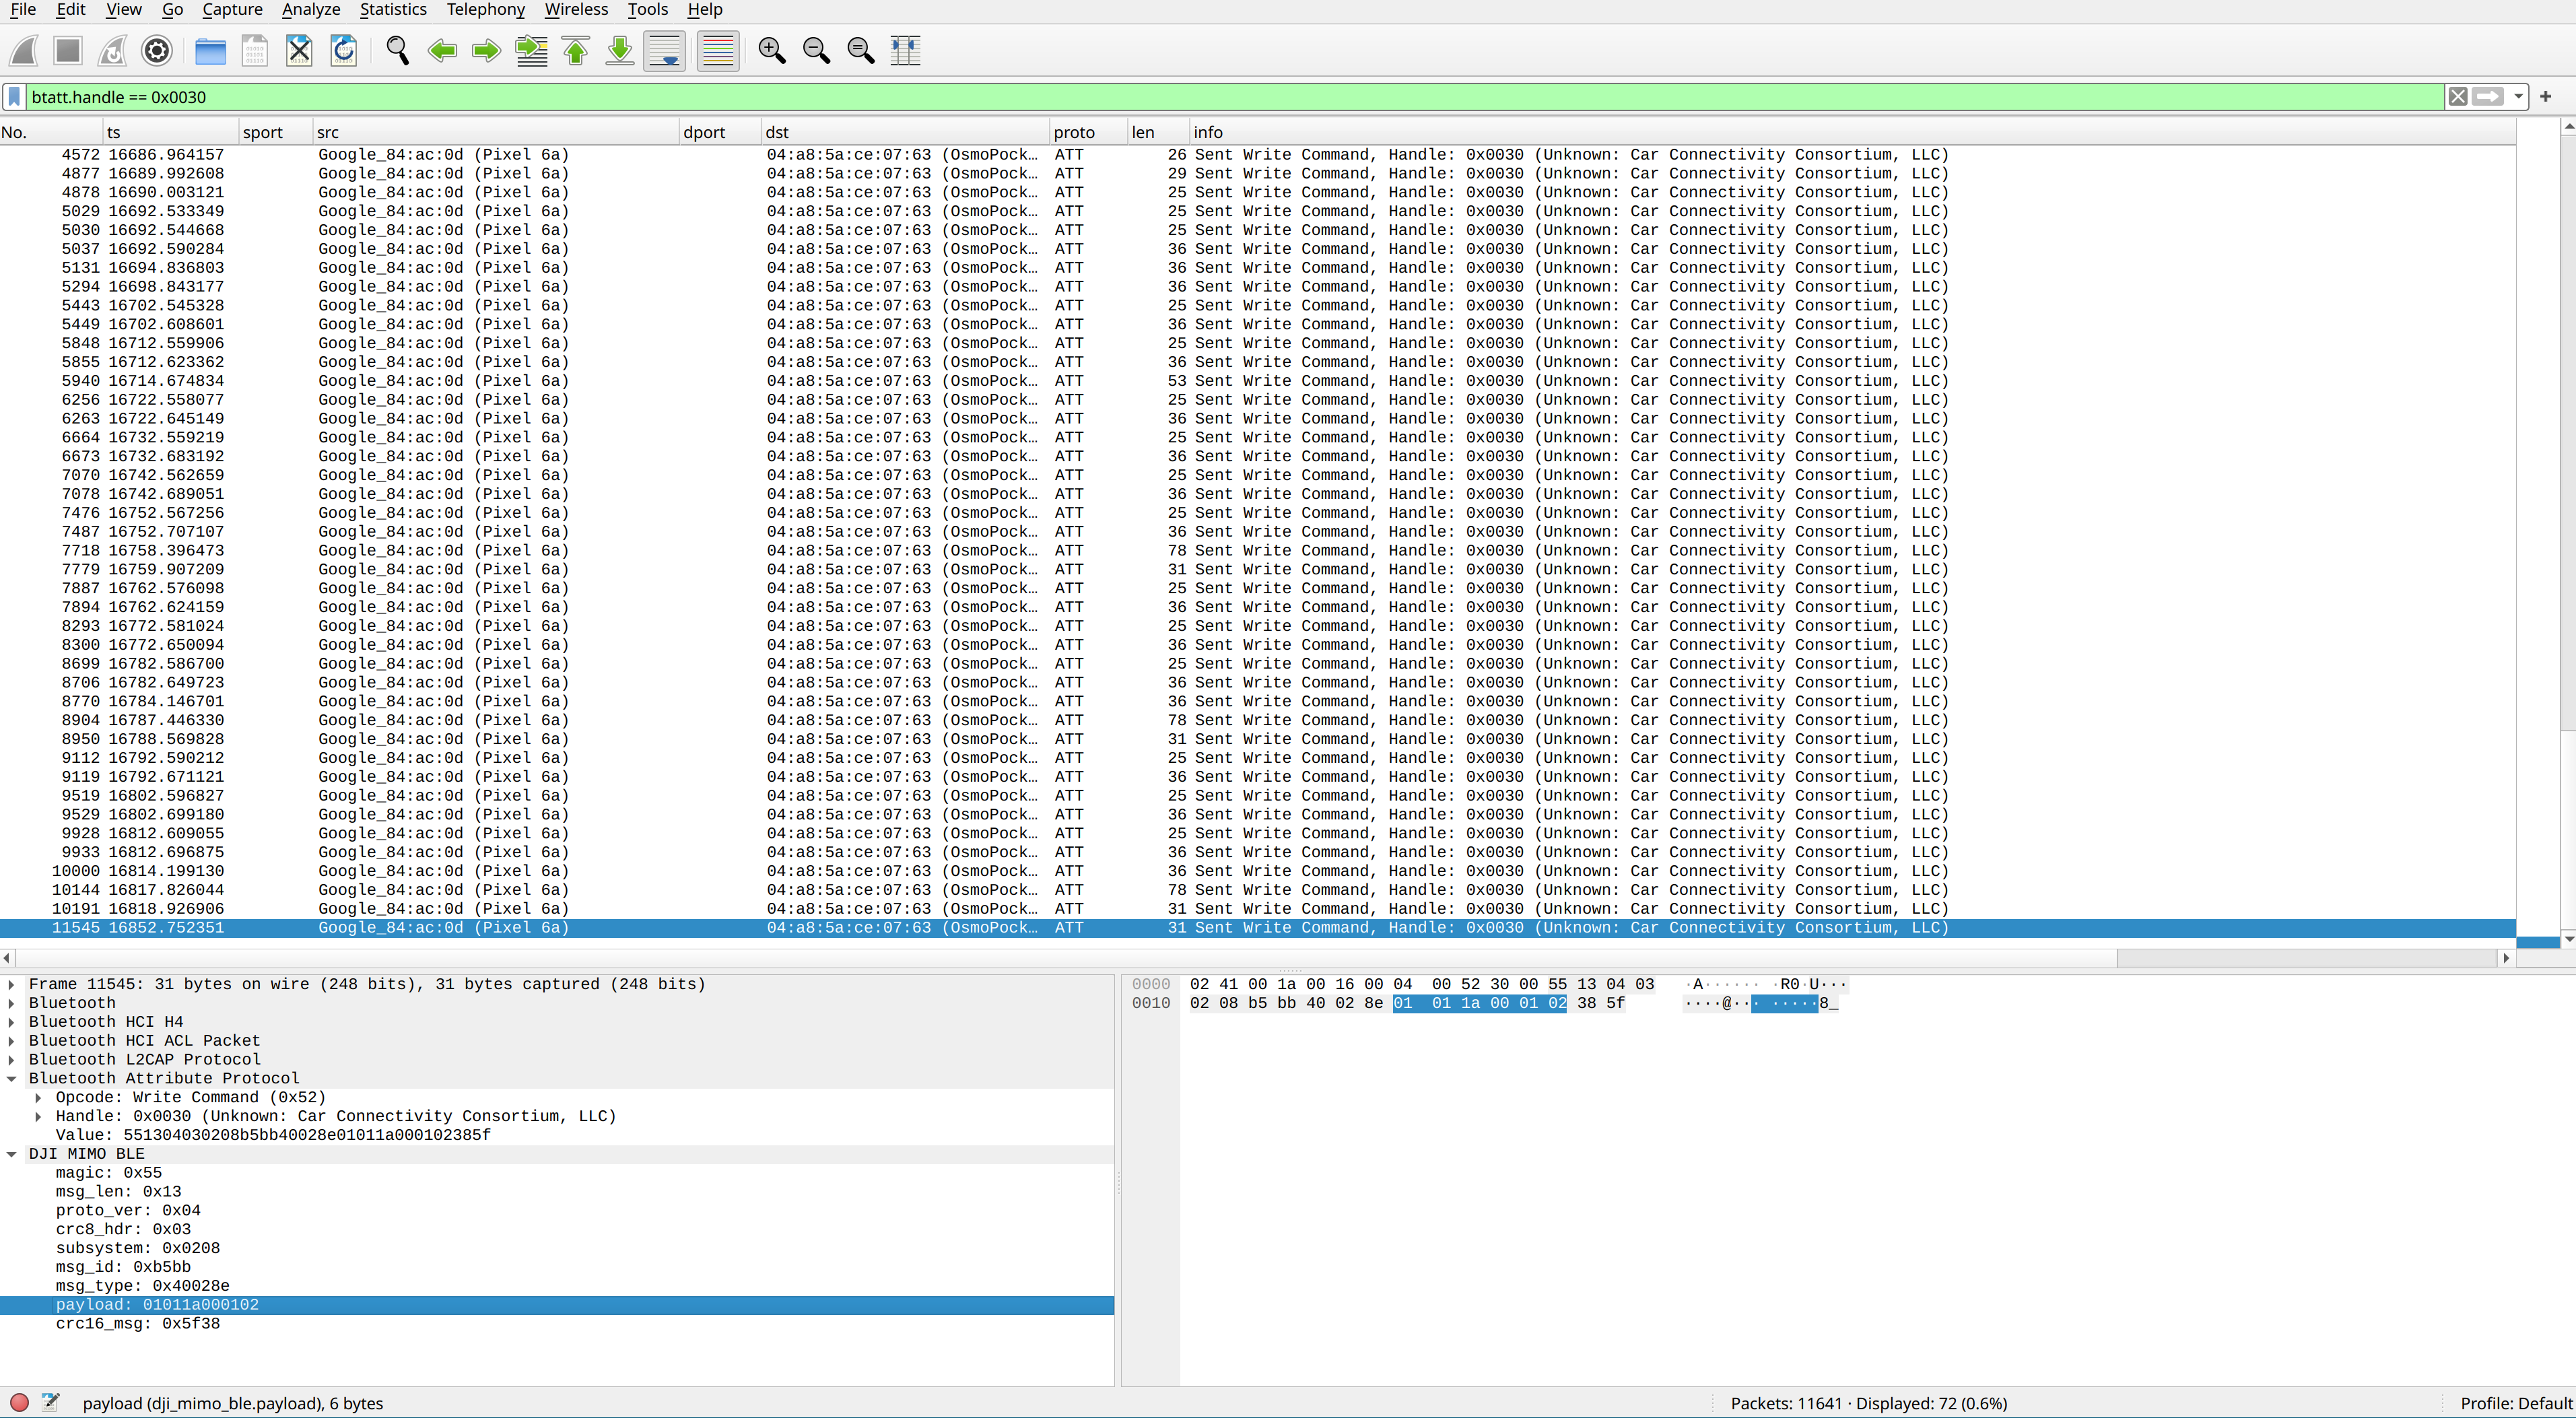 File Edit View Go Capture Analyze Statistics Telephony Wireless Tools Help
btatt.handle == 0x0030
No. ts sport src dport dst proto len info
4572 16686.964157 Google_84:ac:0d (Pixel 6a) 04:a8:5a:ce:07:63 (OsmoPock… ATT 26 Sent Write Command, Handle: 0x0030 (Unknown: Car Connectivity Consortium, LLC)
4877 16689.992608 Google_84:ac:0d (Pixel 6a) 04:a8:5a:ce:07:63 (OsmoPock… ATT 29 Sent Write Command, Handle: 0x0030 (Unknown: Car Connectivity Consortium, LLC)
4878 16690.003121 Google_84:ac:0d (Pixel 6a) 04:a8:5a:ce:07:63 (OsmoPock… ATT 25 Sent Write Command, Handle: 0x0030 (Unknown: Car Connectivity Consortium, LLC)
5029 16692.533349 Google_84:ac:0d (Pixel 6a) 04:a8:5a:ce:07:63 (OsmoPock… ATT 25 Sent Write Command, Handle: 0x0030 (Unknown: Car Connectivity Consortium, LLC)
5030 16692.544668 Google_84:ac:0d (Pixel 6a) 04:a8:5a:ce:07:63 (OsmoPock… ATT 25 Sent Write Command, Handle: 0x0030 (Unknown: Car Connectivity Consortium, LLC)
5037 16692.590284 Google_84:ac:0d (Pixel 6a) 04:a8:5a:ce:07:63 (OsmoPock… ATT 36 Sent Write Command, Handle: 0x0030 (Unknown: Car Connectivity Consortium, LLC)
5131 16694.836803 Google_84:ac:0d (Pixel 6a) 04:a8:5a:ce:07:63 (OsmoPock… ATT 36 Sent Write Command, Handle: 0x0030 (Unknown: Car Connectivity Consortium, LLC)
5294 16698.843177 Google_84:ac:0d (Pixel 6a) 04:a8:5a:ce:07:63 (OsmoPock… ATT 36 Sent Write Command, Handle: 0x0030 (Unknown: Car Connectivity Consortium, LLC)
5443 16702.545328 Google_84:ac:0d (Pixel 6a) 04:a8:5a:ce:07:63 (OsmoPock… ATT 25 Sent Write Command, Handle: 0x0030 (Unknown: Car Connectivity Consortium, LLC)
5449 16702.608601 Google_84:ac:0d (Pixel 6a) 04:a8:5a:ce:07:63 (OsmoPock… ATT 36 Sent Write Command, Handle: 0x0030 (Unknown: Car Connectivity Consortium, LLC)
5848 16712.559906 Google_84:ac:0d (Pixel 6a) 04:a8:5a:ce:07:63 (OsmoPock… ATT 25 Sent Write Command, Handle: 0x0030 (Unknown: Car Connectivity Consortium, LLC)
5855 16712.623362 Google_84:ac:0d (Pixel 6a) 04:a8:5a:ce:07:63 (OsmoPock… ATT 36 Sent Write Command, Handle: 0x0030 (Unknown: Car Connectivity Consortium, LLC)
5940 16714.674834 Google_84:ac:0d (Pixel 6a) 04:a8:5a:ce:07:63 (OsmoPock… ATT 53 Sent Write Command, Handle: 0x0030 (Unknown: Car Connectivity Consortium, LLC)
6256 16722.558077 Google_84:ac:0d (Pixel 6a) 04:a8:5a:ce:07:63 (OsmoPock… ATT 25 Sent Write Command, Handle: 0x0030 (Unknown: Car Connectivity Consortium, LLC)
6263 16722.645149 Google_84:ac:0d (Pixel 6a) 04:a8:5a:ce:07:63 (OsmoPock… ATT 36 Sent Write Command, Handle: 0x0030 (Unknown: Car Connectivity Consortium, LLC)
6664 16732.559219 Google_84:ac:0d (Pixel 6a) 04:a8:5a:ce:07:63 (OsmoPock… ATT 25 Sent Write Command, Handle: 0x0030 (Unknown: Car Connectivity Consortium, LLC)
6673 16732.683192 Google_84:ac:0d (Pixel 6a) 04:a8:5a:ce:07:63 (OsmoPock… ATT 36 Sent Write Command, Handle: 0x0030 (Unknown: Car Connectivity Consortium, LLC)
7070 16742.562659 Google_84:ac:0d (Pixel 6a) 04:a8:5a:ce:07:63 (OsmoPock… ATT 25 Sent Write Command, Handle: 0x0030 (Unknown: Car Connectivity Consortium, LLC)
7078 16742.689051 Google_84:ac:0d (Pixel 6a) 04:a8:5a:ce:07:63 (OsmoPock… ATT 36 Sent Write Command, Handle: 0x0030 (Unknown: Car Connectivity Consortium, LLC)
7476 16752.567256 Google_84:ac:0d (Pixel 6a) 04:a8:5a:ce:07:63 (OsmoPock… ATT 25 Sent Write Command, Handle: 0x0030 (Unknown: Car Connectivity Consortium, LLC)
7487 16752.707107 Google_84:ac:0d (Pixel 6a) 04:a8:5a:ce:07:63 (OsmoPock… ATT 36 Sent Write Command, Handle: 0x0030 (Unknown: Car Connectivity Consortium, LLC)
7718 16758.396473 Google_84:ac:0d (Pixel 6a) 04:a8:5a:ce:07:63 (OsmoPock… ATT 78 Sent Write Command, Handle: 0x0030 (Unknown: Car Connectivity Consortium, LLC)
7779 16759.907209 Google_84:ac:0d (Pixel 6a) 04:a8:5a:ce:07:63 (OsmoPock… ATT 31 Sent Write Command, Handle: 0x0030 (Unknown: Car Connectivity Consortium, LLC)
7887 16762.576098 Google_84:ac:0d (Pixel 6a) 04:a8:5a:ce:07:63 (OsmoPock… ATT 25 Sent Write Command, Handle: 0x0030 (Unknown: Car Connectivity Consortium, LLC)
7894 16762.624159 Google_84:ac:0d (Pixel 6a) 04:a8:5a:ce:07:63 (OsmoPock… ATT 36 Sent Write Command, Handle: 0x0030 (Unknown: Car Connectivity Consortium, LLC)
8293 16772.581024 Google_84:ac:0d (Pixel 6a) 04:a8:5a:ce:07:63 (OsmoPock… ATT 25 Sent Write Command, Handle: 0x0030 (Unknown: Car Connectivity Consortium, LLC)
8300 16772.650094 Google_84:ac:0d (Pixel 6a) 04:a8:5a:ce:07:63 (OsmoPock… ATT 36 Sent Write Command, Handle: 0x0030 (Unknown: Car Connectivity Consortium, LLC)
8699 16782.586700 Google_84:ac:0d (Pixel 6a) 04:a8:5a:ce:07:63 (OsmoPock… ATT 25 Sent Write Command, Handle: 0x0030 (Unknown: Car Connectivity Consortium, LLC)
8706 16782.649723 Google_84:ac:0d (Pixel 6a) 04:a8:5a:ce:07:63 (OsmoPock… ATT 36 Sent Write Command, Handle: 0x0030 (Unknown: Car Connectivity Consortium, LLC)
8770 16784.146701 Google_84:ac:0d (Pixel 6a) 04:a8:5a:ce:07:63 (OsmoPock… ATT 36 Sent Write Command, Handle: 0x0030 (Unknown: Car Connectivity Consortium, LLC)
8904 16787.446330 Google_84:ac:0d (Pixel 6a) 04:a8:5a:ce:07:63 (OsmoPock… ATT 78 Sent Write Command, Handle: 0x0030 (Unknown: Car Connectivity Consortium, LLC)
8950 16788.569828 Google_84:ac:0d (Pixel 6a) 04:a8:5a:ce:07:63 (OsmoPock… ATT 31 Sent Write Command, Handle: 0x0030 (Unknown: Car Connectivity Consortium, LLC)
9112 16792.590212 Google_84:ac:0d (Pixel 6a) 04:a8:5a:ce:07:63 (OsmoPock… ATT 25 Sent Write Command, Handle: 0x0030 (Unknown: Car Connectivity Consortium, LLC)
9119 16792.671121 Google_84:ac:0d (Pixel 6a) 04:a8:5a:ce:07:63 (OsmoPock… ATT 36 Sent Write Command, Handle: 0x0030 (Unknown: Car Connectivity Consortium, LLC)
9519 16802.596827 Google_84:ac:0d (Pixel 6a) 04:a8:5a:ce:07:63 (OsmoPock… ATT 25 Sent Write Command, Handle: 0x0030 (Unknown: Car Connectivity Consortium, LLC)
9529 16802.699180 Google_84:ac:0d (Pixel 6a) 04:a8:5a:ce:07:63 (OsmoPock… ATT 36 Sent Write Command, Handle: 0x0030 (Unknown: Car Connectivity Consortium, LLC)
9928 16812.609055 Google_84:ac:0d (Pixel 6a) 04:a8:5a:ce:07:63 (OsmoPock… ATT 25 Sent Write Command, Handle: 0x0030 (Unknown: Car Connectivity Consortium, LLC)
9933 16812.696875 Google_84:ac:0d (Pixel 6a) 04:a8:5a:ce:07:63 (OsmoPock… ATT 36 Sent Write Command, Handle: 0x0030 (Unknown: Car Connectivity Consortium, LLC)
10000 16814.199130 Google_84:ac:0d (Pixel 6a) 04:a8:5a:ce:07:63 (OsmoPock… ATT 36 Sent Write Command, Handle: 0x0030 (Unknown: Car Connectivity Consortium, LLC)
10144 16817.826044 Google_84:ac:0d (Pixel 6a) 04:a8:5a:ce:07:63 (OsmoPock… ATT 78 Sent Write Command, Handle: 0x0030 (Unknown: Car Connectivity Consortium, LLC)
10191 16818.926906 Google_84:ac:0d (Pixel 6a) 04:a8:5a:ce:07:63 (OsmoPock… ATT 31 Sent Write Command, Handle: 0x0030 (Unknown: Car Connectivity Consortium, LLC)
11545 16852.752351 Google_84:ac:0d (Pixel 6a) 04:a8:5a:ce:07:63 (OsmoPock… ATT 31 Sent Write Command, Handle: 0x0030 (Unknown: Car Connectivity Consortium, LLC)
Frame 11545: 31 bytes on wire (248 bits), 31 bytes captured (248 bits)
Bluetooth
Bluetooth HCI H4
Bluetooth HCI ACL Packet
Bluetooth L2CAP Protocol
Bluetooth Attribute Protocol
Opcode: Write Command (0x52)
Handle: 0x0030 (Unknown: Car Connectivity Consortium, LLC)
Value: 551304030208b5bb40028e01011a000102385f
DJI MIMO BLE
magic: 0x55
msg_len: 0x13
proto_ver: 0x04
crc8_hdr: 0x03
subsystem: 0x0208
msg_id: 0xb5bb
msg_type: 0x40028e
payload: 01011a000102
crc16_msg: 0x5f38
0000 02 41 00 1a 00 16 00 04 00 52 30 00 55 13 04 03 ·A······ ·R0·U···
0010 02 08 b5 bb 40 02 8e 01 01 1a 00 01 02 38 5f ····@··· ·····8_
payload (dji_mimo_ble.payload), 6 bytes
Packets: 11641 · Displayed: 72 (0.6%)
Profile: Default